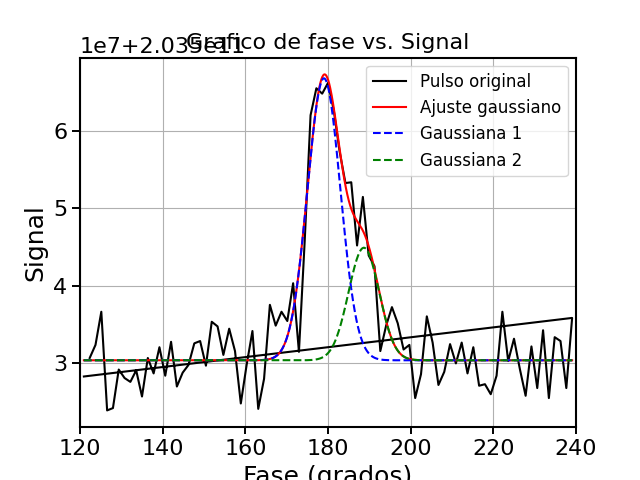 1e7+2.035e11
Grafico de fase vs. Signal
Pulso original
Ajuste gaussiano
Gaussiana 1
Gaussiana 2
Signal
6
5
4
3
120 140 160 180 200 220 240
Fase (grados)